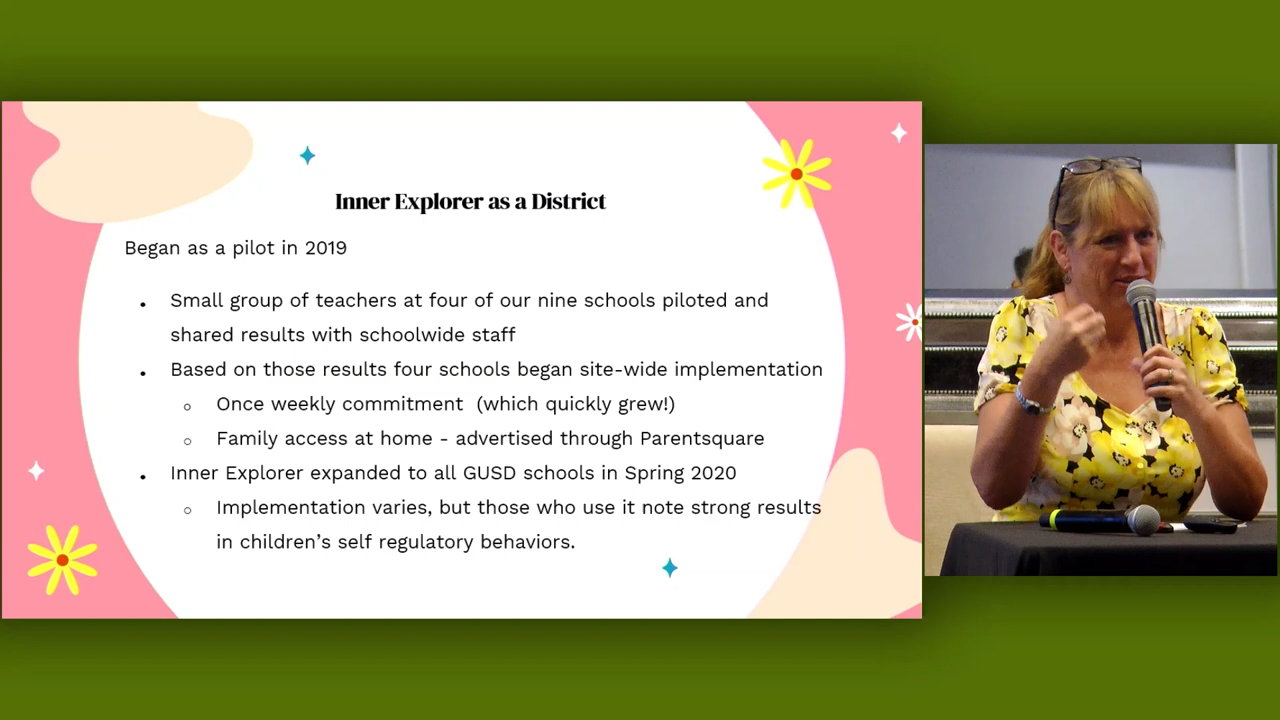 Inner Explorer as a District
Began as a pilot in 2019
• Small group of teachers at four of our nine schools piloted and
shared results with schoolwide staff
• Based on those results four schools began site-wide implementation
○ Once weekly commitment (which quickly grew!)
○ Family access at home - advertised through Parentsquare
• Inner Explorer expanded to all GUSD schools in Spring 2020
○ Implementation varies, but those who use it note strong results
in children’s self regulatory behaviors.